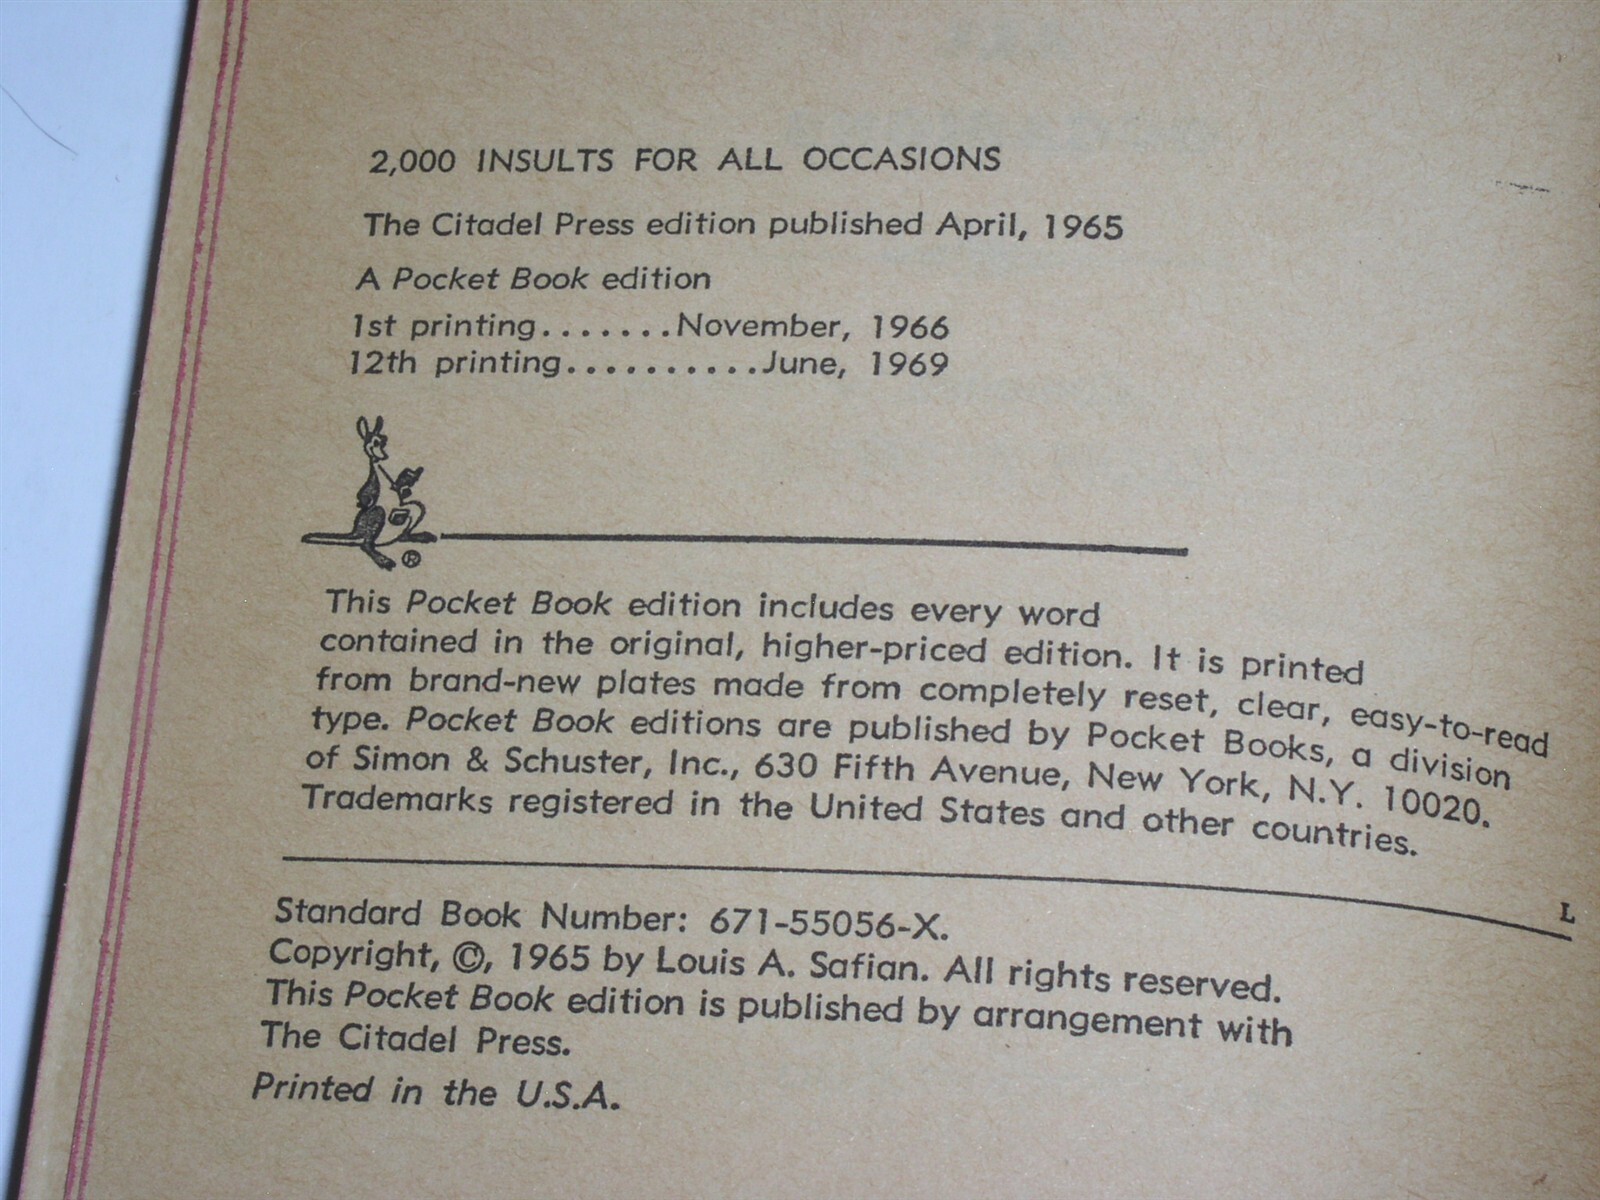 2,000 INSULTS FOR ALL OCCASIONS
The Citadel Press edition published April, 1965
A Pocket Book edition
1st printing.......November, 1966
12th printing..........June, 1969
®
This Pocket Book edition includes every word
contained in the original, higher-priced edition. It is printed
from brand-new plates made from completely reset, clear, easy-to-read
type. Pocket Book editions are published by Pocket Books, a division
of Simon & Schuster, Inc., 630 Fifth Avenue, New York, N.Y. 10020.
Trademarks registered in the United States and other countries.
L
Standard Book Number: 671-55056-X.
Copyright, ©, 1965 by Louis A. Safian. All rights reserved.
This Pocket Book edition is published by arrangement with
The Citadel Press.
Printed in the U.S.A.